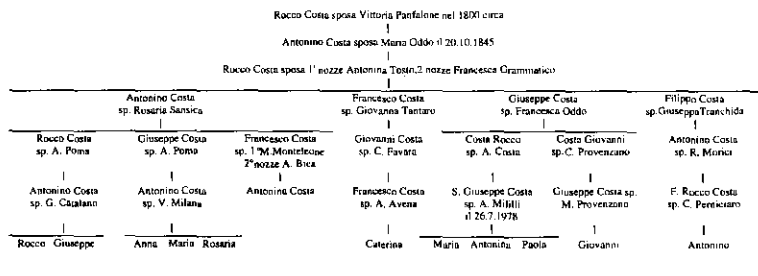 Rocco Costa sposa Vittoria Panfalone nel 1800 circa
Antonino Costa sposa Maria Oddo il 20.10.1845
Rocco Costa sposa 1° nozze Antonina Tosto, 2 nozze Francesca Grammatico
Antonino Costa Francesco Costa Giuseppe Costa Filippo Costa
sp. Rosaria Sansica sp. Giovanna Tantaro sp. Francesca Oddo sp. Giuseppa Tranchida
Rocco Costa Giuseppe Costa Francesco Costa Giovanni Costa Costa Rocco Costa Giovanni Antonino Costa
sp. A. Poma sp. A. Poma sp. 1° M. Monteleone sp. C. Favara sp. A. Costa sp. C. Provenzano sp. R. Morici
2° nozze A. Bica
Antonino Costa Antonino Costa Antonino Costa Francesco Costa S. Giuseppe Costa Giuseppe Costa sp. F. Rocco Costa
sp. G. Catalano sp. V. Milana sp. A. Avena sp. A. Mililli M. Provenzano sp. C. Perniciaro
il 26.7.1978
Rocco Giuseppe Anna Maria Rosaria Caterina Maria Antonina Paola Giovanni Antonino